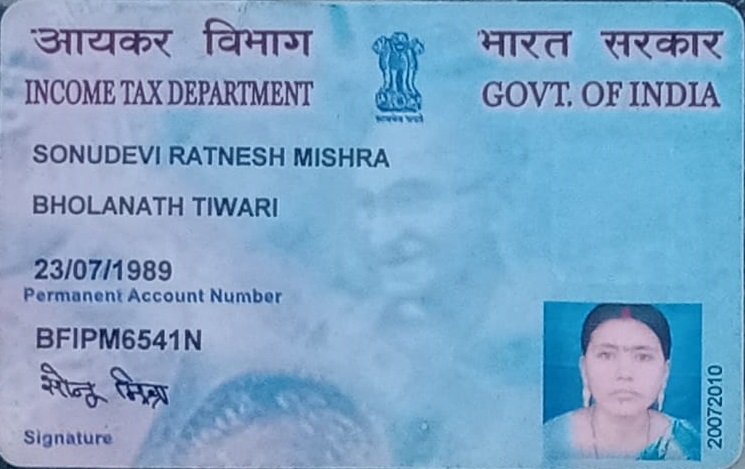 आयकर विभाग
INCOME TAX DEPARTMENT
भारत सरकार
GOVT. OF INDIA
सत्यमेव जयते
SONUDEVI RATNESH MISHRA
BHOLANATH TIWARI
23/07/1989
Permanent Account Number
BFIPM6541N
सोनू मिश्रा
Signature
20072010